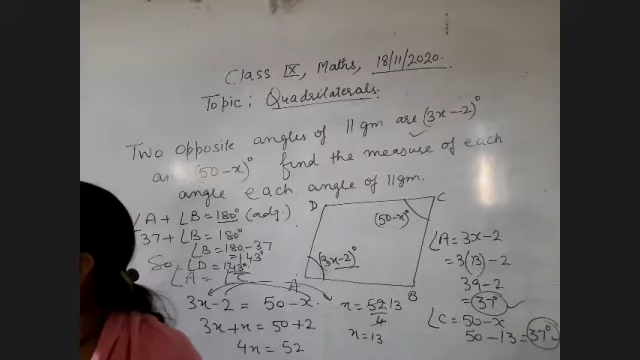 Class IX, Maths, 18/11/2020.
Topic: Quadrilaterals.
Two opposite angles of 11gm are (3x-2)°
and (50-x)° find the measure of each
angle each angle of 11gm.
∠A + ∠B = 180° (adj.)
37 + ∠B = 180°
∠B = 180-37
= 143°
So ∠D = 143°
∠A = ∠C
3x-2 = 50-x.
3x+x = 50+2
4x = 52
D
C
(50-x)°
(3x-2)°
A
B
x = 52 13
4
x = 13
∠A = 3x-2
= 3(13)-2
39-2
= 37°
∠C = 50-x
50-13 = 37°